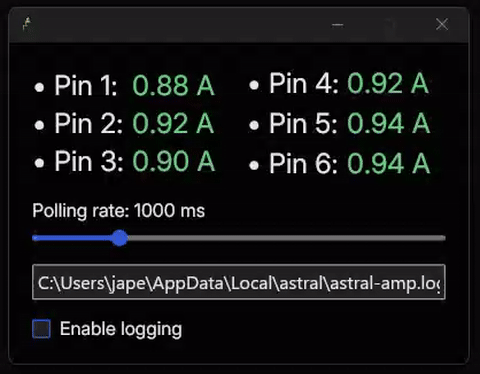 • Pin 1: 0.88 A
• Pin 2: 0.92 A
• Pin 3: 0.90 A
• Pin 4: 0.92 A
• Pin 5: 0.94 A
• Pin 6: 0.94 A
Polling rate: 1000 ms
C:\Users\jape\AppData\Local\astral\astral-amp.log
Enable logging